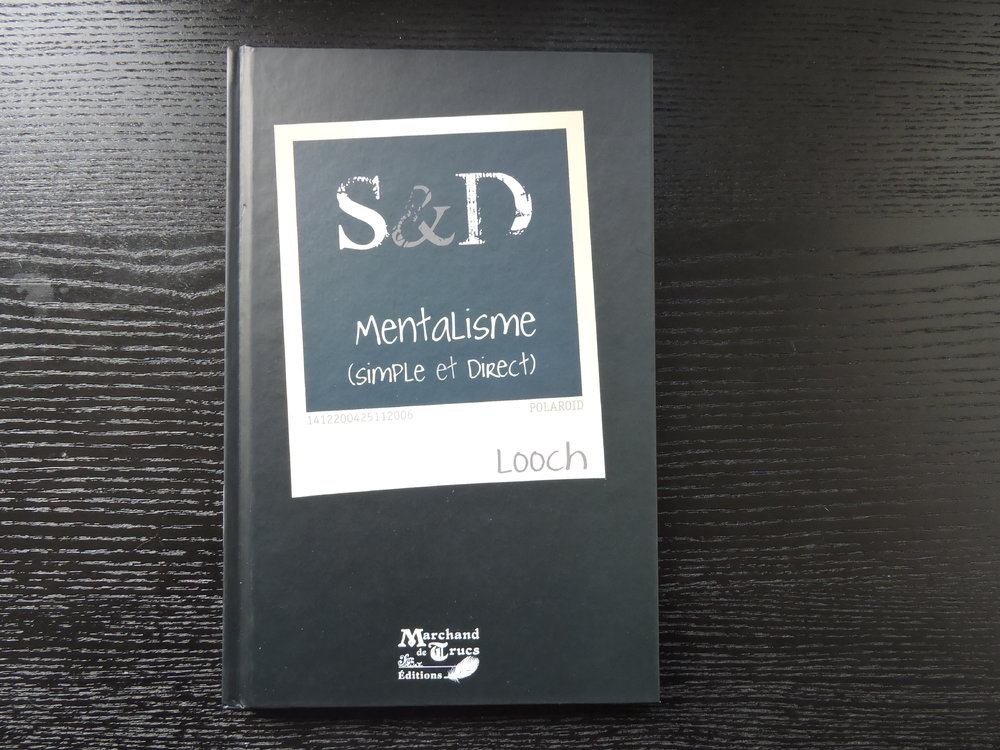 S&D
Mentalisme
(simple et Direct)
1412200425112006
POLAROID
Looch
Marchand
de Trucs
Éditions